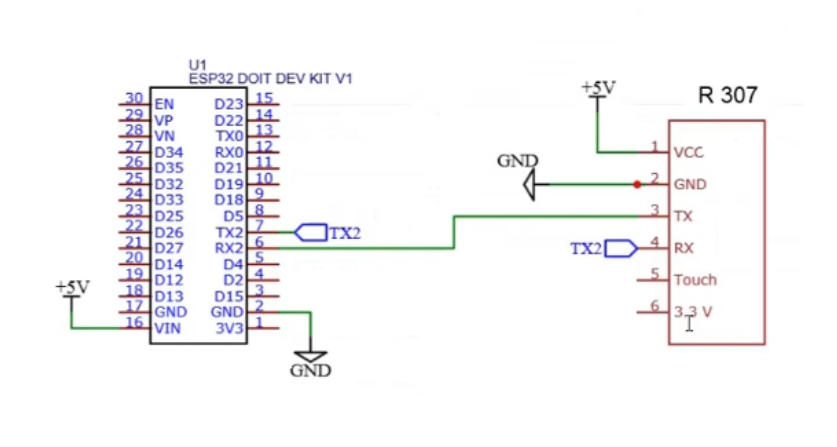 U1
ESP32 DOIT DEV KIT V1
30 EN D23 15
29 VP D22 14
28 VN TX0 13
27 D34 RX0 12
26 D35 D21 11
25 D32 D19 10
24 D33 D18 9
23 D25 D5 8
22 D26 TX2 7 TX2
21 D27 RX2 6
20 D14 D4 5
19 D12 D2 4
18 D13 D15 3
17 GND GND 2
16 VIN 3V3 1
+5V
GND
+5V
R 307
GND
1 VCC
2 GND
3 TX
TX2 4 RX
5 Touch
6 3.3 V